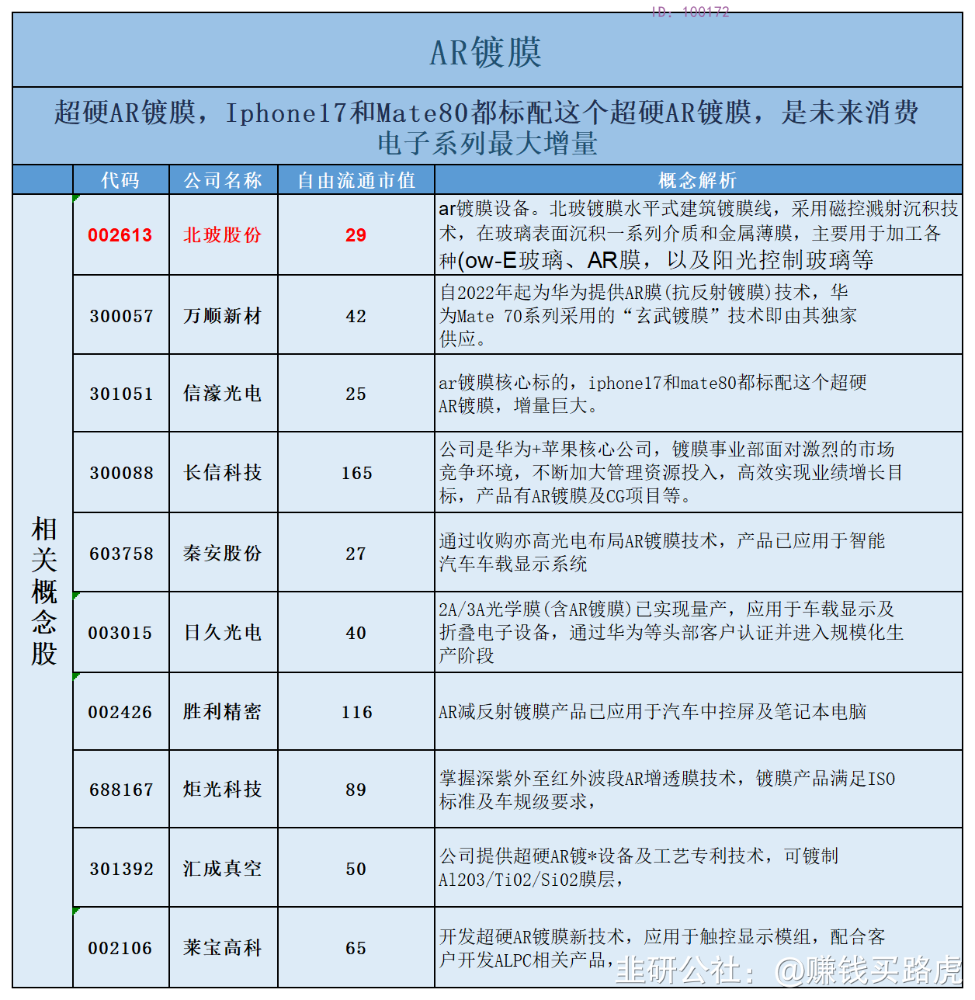 ID: 100172
AR镀膜
超硬AR镀膜，Iphone17和Mate80都标配这个超硬AR镀膜，是未来消费
电子系列最大增量
代码 公司名称 自由流通市值 概念解析
相关概念股
002613 北玻股份 29
ar镀膜设备。北玻镀膜水平式建筑镀膜线，采用磁控溅射沉积技
术，在玻璃表面沉积一系列介质和金属薄膜，主要用于加工各
种(ow-E玻璃、AR膜，以及阳光控制玻璃等
300057 万顺新材 42
自2022年起为华为提供AR膜(抗反射镀膜)技术，华
为Mate 70系列采用的“玄武镀膜”技术即由其独家
供应。
301051 信濠光电 25
ar镀膜核心标的，iphone17和mate80都标配这个超硬
AR镀膜，增量巨大。
300088 长信科技 165
公司是华为+苹果核心公司，镀膜事业部面对激烈的市场
竞争环境，不断加大管理资源投入，高效实现业绩增长目
标，产品有AR镀膜及CG项目等。
603758 秦安股份 27
通过收购亦高光电布局AR镀膜技术，产品已应用于智能
汽车车载显示系统
003015 日久光电 40
2A/3A光学膜(含AR镀膜)已实现量产，应用于车载显示及
折叠电子设备，通过华为等头部客户认证并进入规模化生
产阶段
002426 胜利精密 116
AR减反射镀膜产品已应用于汽车中控屏及笔记本电脑
688167 炬光科技 89
掌握深紫外至红外波段AR增透膜技术，镀膜产品满足ISO
标准及车规级要求，
301392 汇成真空 50
公司提供超硬AR镀*设备及工艺专利技术，可镀制
Al2O3/TiO2/SiO2膜层，
002106 莱宝高科 65
开发超硬AR镀膜新技术，应用于触控显示模组，配合客
户开发ALPC相关产品，
韭研公社：@赚钱买路虎